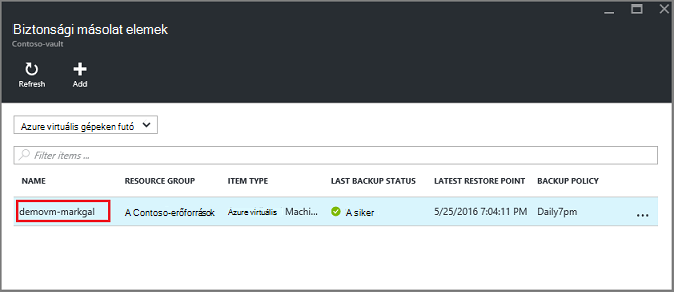 Biztonsági másolat elemek
Contoso-vault
Refresh Add
Azure virtuális gépeken futó
Filter items ...
NAME RESOURCE GROUP ITEM TYPE LAST BACKUP STATUS LATEST RESTORE POINT BACKUP POLICY
demovm-markgal A Contoso-erőforrások Azure virtuális Machi... A siker 5/25/2016 7:04:11 PM Daily7pm ...